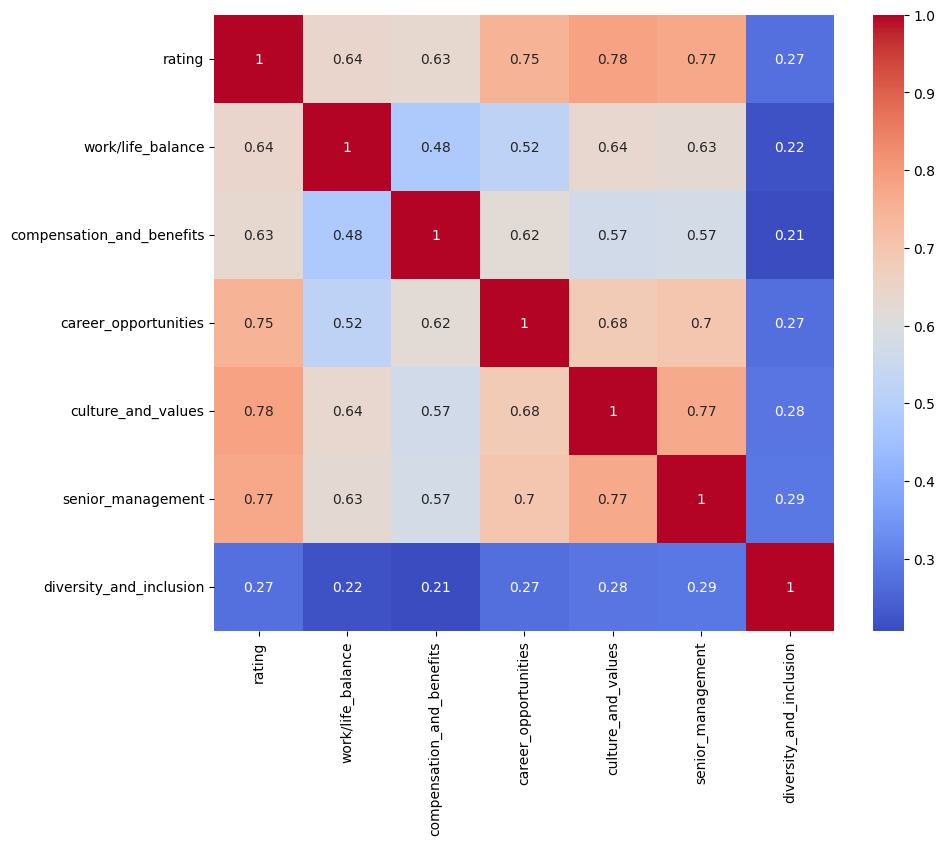 rating 1 0.64 0.63 0.75 0.78 0.77 0.27
work/life_balance 0.64 1 0.48 0.52 0.64 0.63 0.22
compensation_and_benefits 0.63 0.48 1 0.62 0.57 0.57 0.21
career_opportunities 0.75 0.52 0.62 1 0.68 0.7 0.27
culture_and_values 0.78 0.64 0.57 0.68 1 0.77 0.28
senior_management 0.77 0.63 0.57 0.7 0.77 1 0.29
diversity_and_inclusion 0.27 0.22 0.21 0.27 0.28 0.29 1
rating
work/life_balance
compensation_and_benefits
career_opportunities
culture_and_values
senior_management
diversity_and_inclusion
1.0
0.9
0.8
0.7
0.6
0.5
0.4
0.3